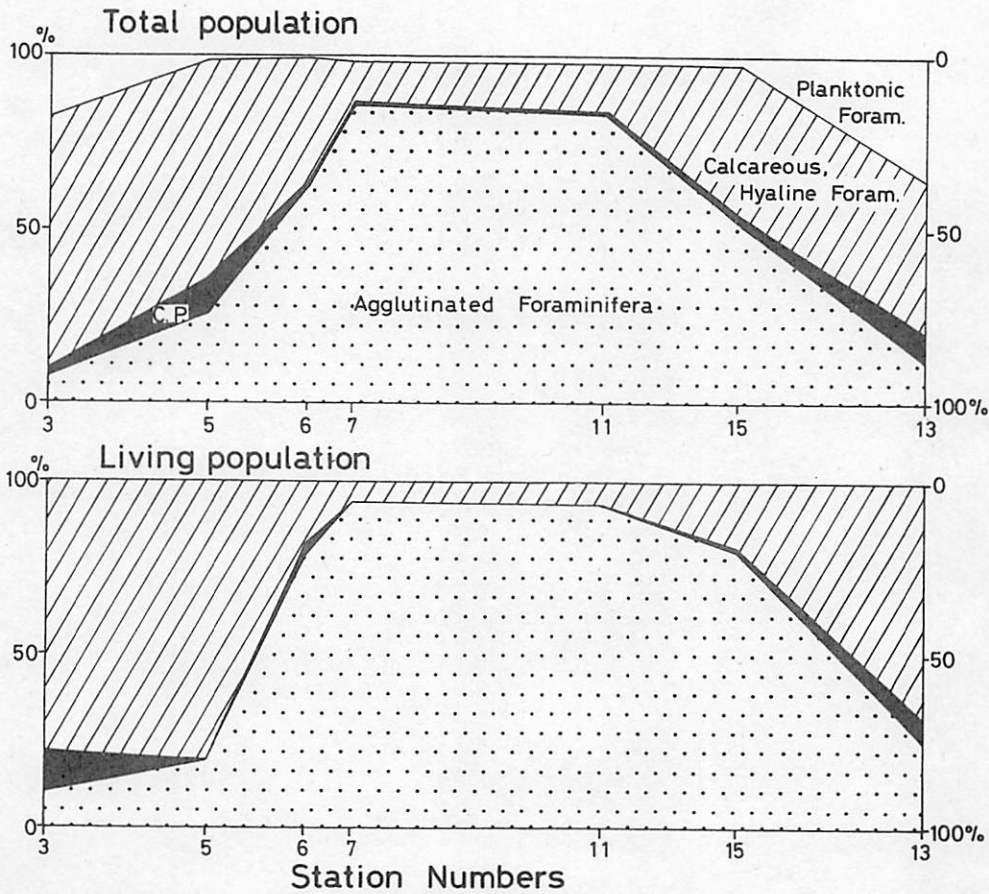 Total population
%
100
50
0
0
50
100%
Planktonic
Foram.
Calcareous,
Hyaline Foram.
C.P.
Agglutinated Foraminifera
3 5 6 7 11 15 13
Living population
%
100
50
0
0
50
100%
3 5 6 7 11 15 13
Station Numbers